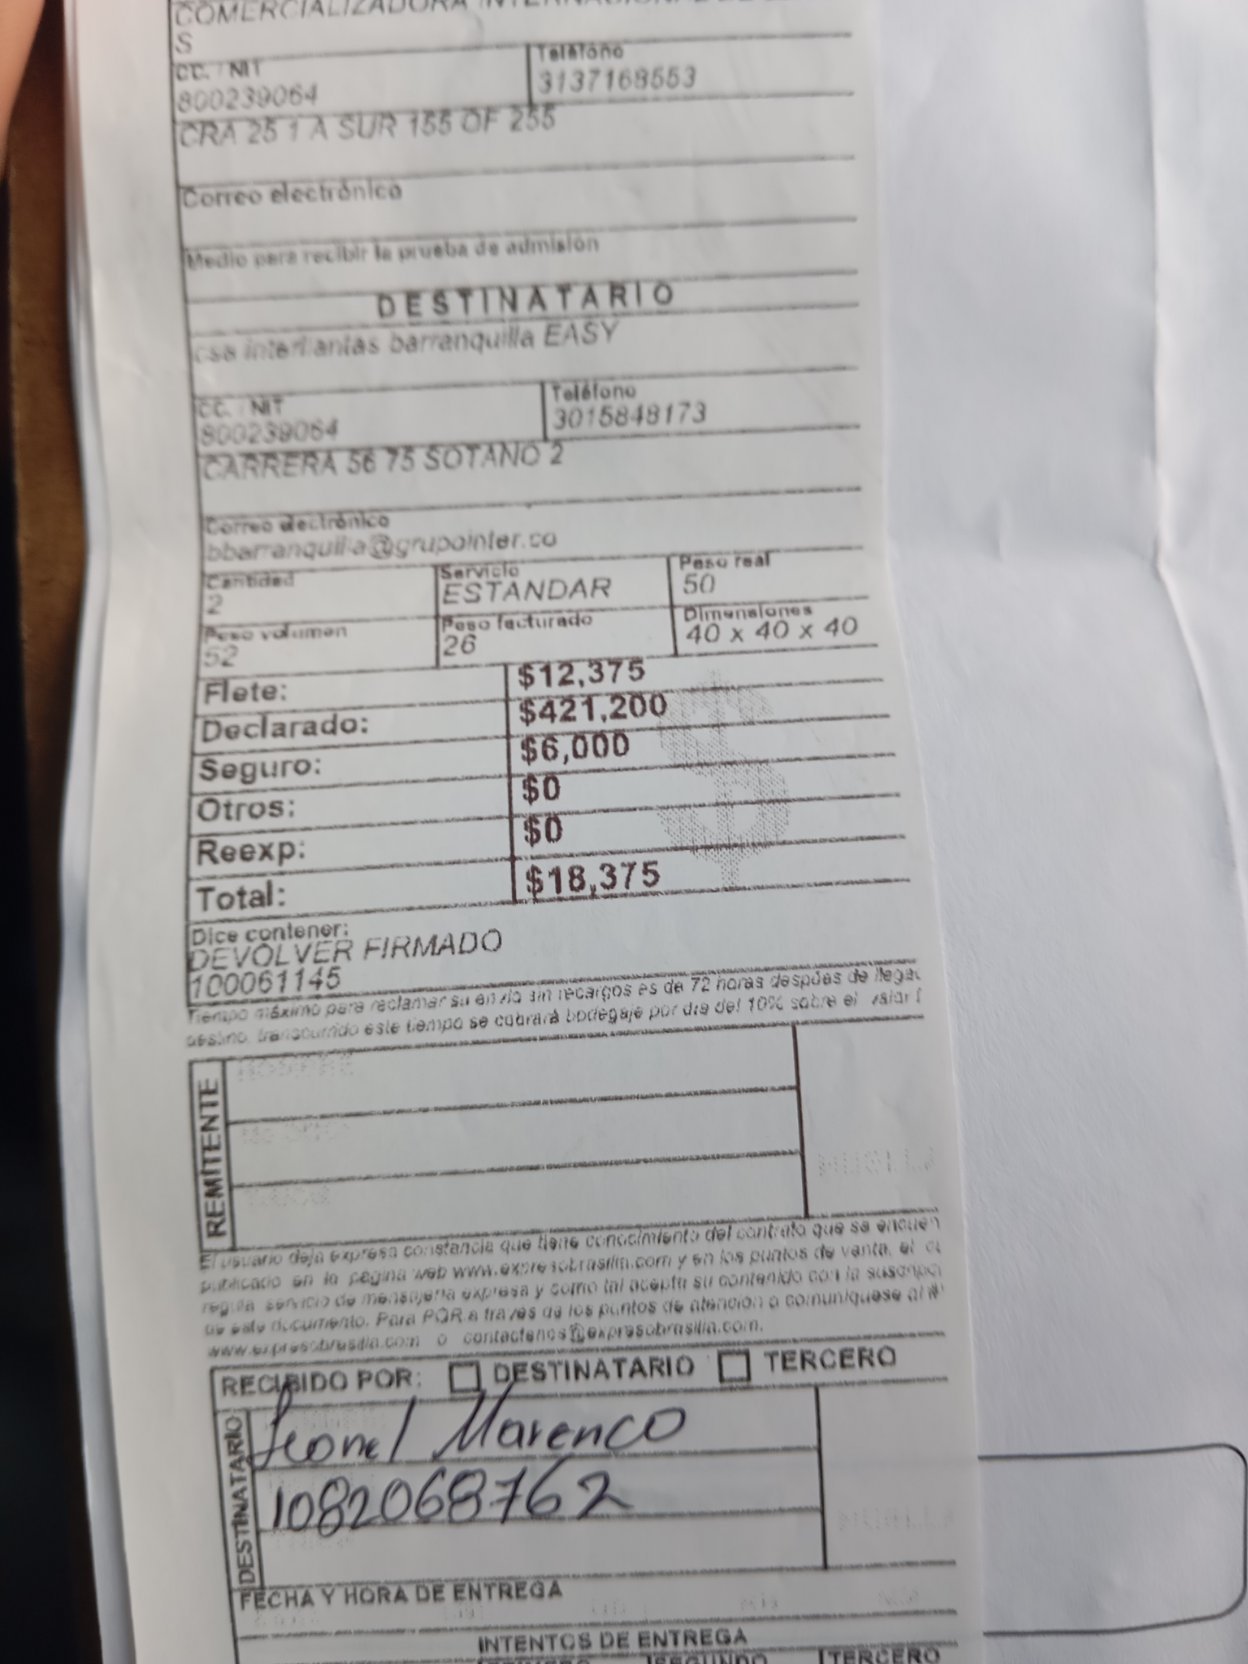 COMERCIALIZADORA
S
CC. / NIT Teléfono
800239064 3137168553
CRA 25 1 A SUR 155 OF 255
Correo electrónico
Medio para recibir la prueba de admisión
DESTINATARIO
csa interllantas barranquilla EASY
CC. / NIT Teléfono
800239064 3015848173
CARRERA 56 75 SOTANO 2
Correo electrónico
bbarranquilla@grupointer.co
Cantidad Servicio Peso real
2 ESTANDAR 50
Peso volumen Peso facturado Dimensiones
52 26 40 x 40 x 40
Flete: $12,375
Declarado: $421,200
Seguro: $6,000
Otros: $0
Reexp: $0
Total: $18,375
Dice contener:
DEVOLVER FIRMADO
100061145
Tiempo máximo para reclamar su envío sin recargos es de 72 horas después de
destino, transcurrido este tiempo se cobrará bodegaje por día del 10% sobre el valor
REMITENTE
El usuario deja expresa constancia que tiene conocimiento del contrato que se
publicado en la página web www.expresobrasilia.com y en los puntos de venta, el
regula servicio de mensajería expresa y como tal acepta su contenido con la
de este documento. Para PQR a través de los puntos de atención o comuníquese al
www.expresobrasilia.com o contactenos@expresobrasilia.com.
RECIBIDO POR: DESTINATARIO TERCERO
DESTINATARIO
Leonel Marenco
1082068762
FECHA Y HORA DE ENTREGA
INTENTOS DE ENTREGA
SEGUNDO TERCERO